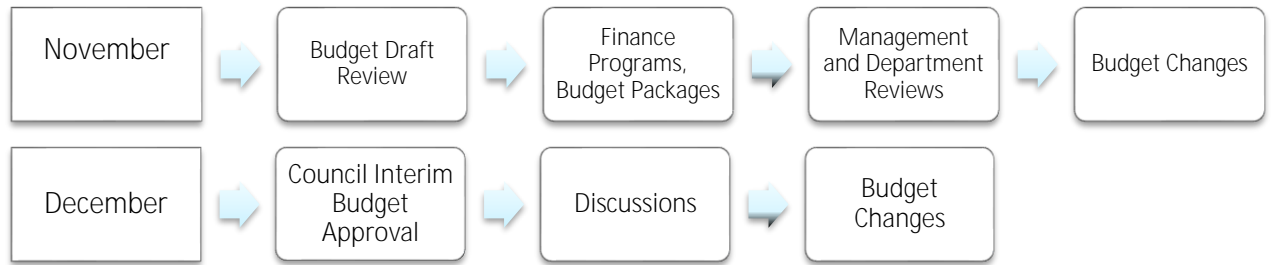 November
Budget Draft
Review
Finance
Programs,
Budget Packages
Management
and Department
Reviews
Budget Changes
December
Council Interim
Budget
Approval
Discussions
Budget
Changes